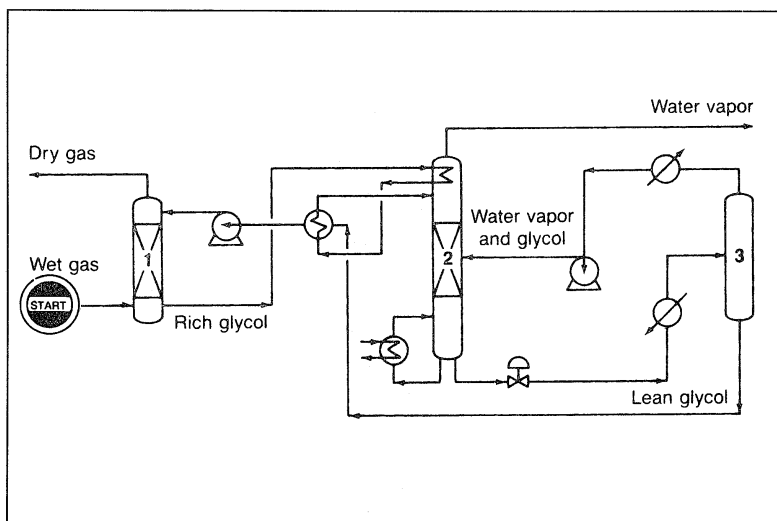 Water vapor
Dry gas
Water vapor
and glycol
1
2
3
Wet gas
START
Rich glycol
Lean glycol